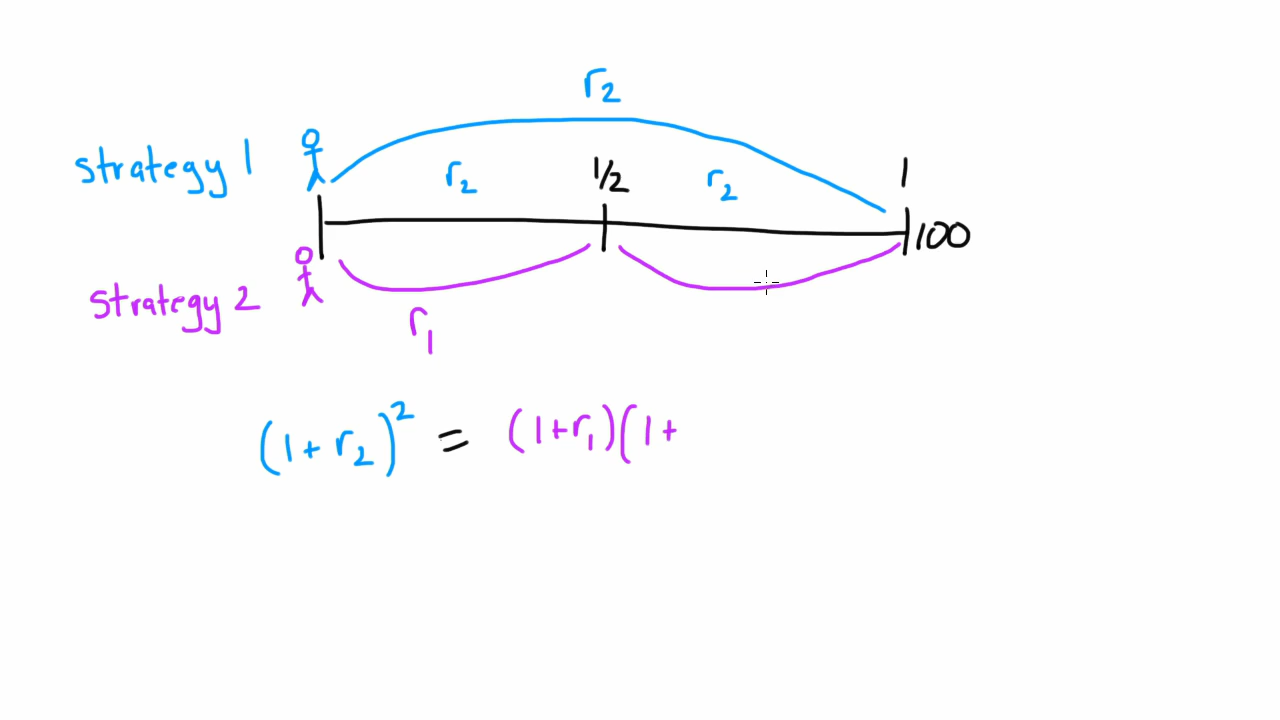 r₂
strategy 1 r₂ 1/2 r₂ 1
100
strategy 2
r₁
(1+r₂)² = (1+r₁)(1+